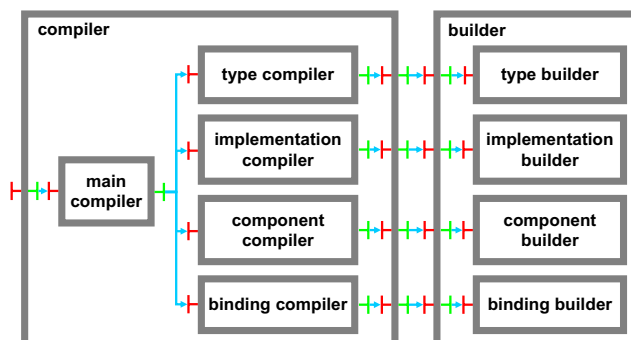 compiler
builder
type compiler
type builder
implementation
compiler
implementation
builder
main
compiler
component
compiler
component
builder
binding compiler
binding builder